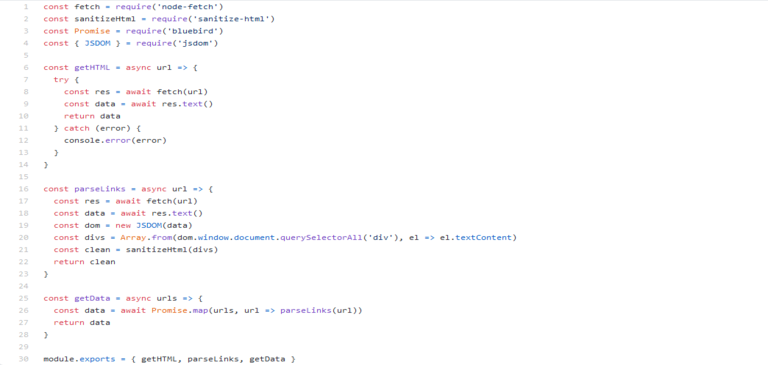 1 const fetch = require('node-fetch')
2 const sanitizeHtml = require('sanitize-html')
3 const Promise = require('bluebird')
4 const { JSDOM } = require('jsdom')
5
6 const getHTML = async url => {
7   try {
8     const res = await fetch(url)
9     const data = await res.text()
10     return data
11   } catch (error) {
12     console.error(error)
13   }
14 }
15
16 const parseLinks = async url => {
17   const res = await fetch(url)
18   const data = await res.text()
19   const dom = new JSDOM(data)
20   const divs = Array.from(dom.window.document.querySelectorAll('div'), el => el.textContent)
21   const clean = sanitizeHtml(divs)
22   return clean
23 }
24
25 const getData = async urls => {
26   const data = await Promise.map(urls, url => parseLinks(url))
27   return data
28 }
29
30 module.exports = { getHTML, parseLinks, getData }